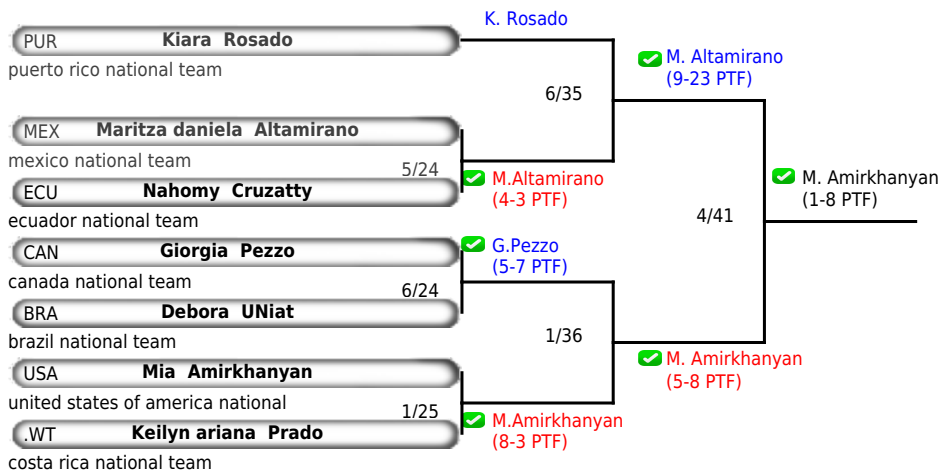 K. Rosado
PUR Kiara Rosado
puerto rico national team
M. Altamirano
(9-23 PTF)
6/35
MEX Maritza daniela Altamirano
mexico national team
5/24
M.Altamirano
(4-3 PTF)
ECU Nahomy Cruzatty
ecuador national team
M. Amirkhanyan
(1-8 PTF)
4/41
CAN Giorgia Pezzo
canada national team
G.Pezzo
(5-7 PTF)
6/24
BRA Debora UNiat
brazil national team
1/36
M. Amirkhanyan
(5-8 PTF)
USA Mia Amirkhanyan
united states of america national
1/25
M.Amirkhanyan
(8-3 PTF)
.WT Keilyn ariana Prado
costa rica national team